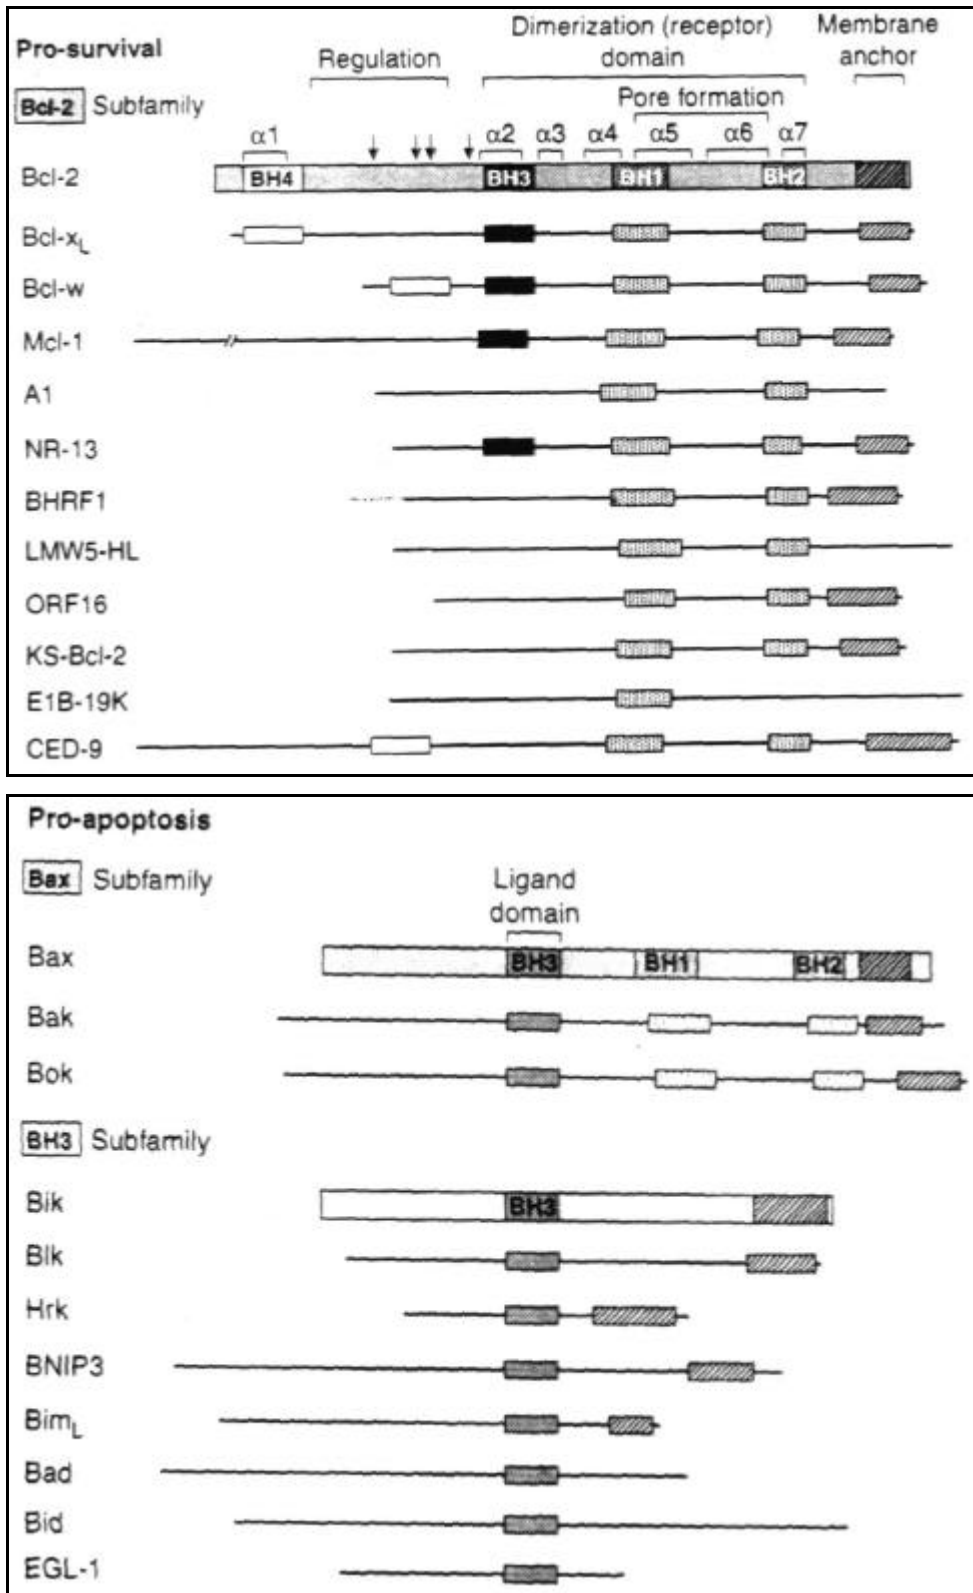 Dimerization (receptor) Membrane
Pro-survival Regulation domain anchor
Bcl-2 Subfamily Pore formation
α1 α2 α3 α4 α5 α6 α7
Bcl-2 BH4 BH3 BH1 BH2
Bcl-xL
Bcl-w
Mcl-1
A1
NR-13
BHRF1
LMW5-HL
ORF16
KS-Bcl-2
E1B-19K
CED-9
Pro-apoptosis
Bax Subfamily Ligand
domain
Bax BH3 BH1 BH2
Bak
Bok
BH3 Subfamily
Bik BH3
Blk
Hrk
BNIP3
BimL
Bad
Bid
EGL-1